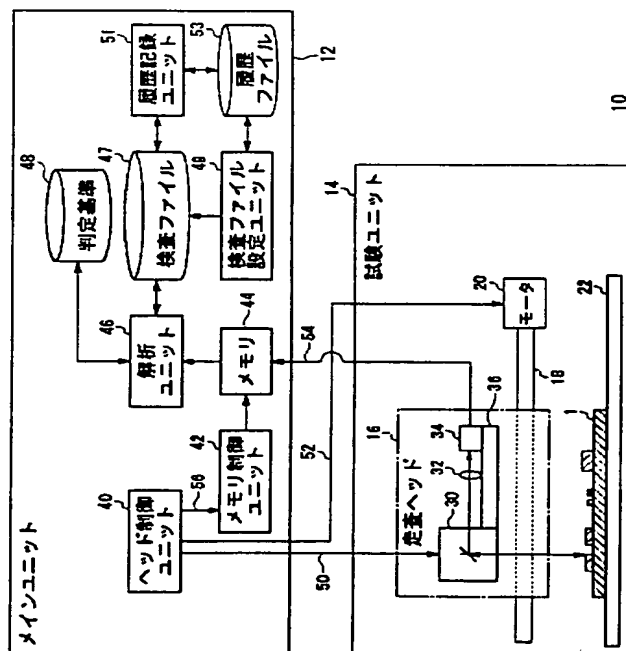 メインユニット
12
40
ヘッド制御
ユニット
56
42
メモリ制御
ユニット
44
メモリ
46
解析
ユニット
48
判定基準
47
検査ファイル
49
検査ファイル
設定ユニット
51
履歴記録
ユニット
53
履歴
ファイル
50
52
54
14
試験ユニット
16
走査ヘッド
30
32
34
36
18
20
モータ
1
22
10